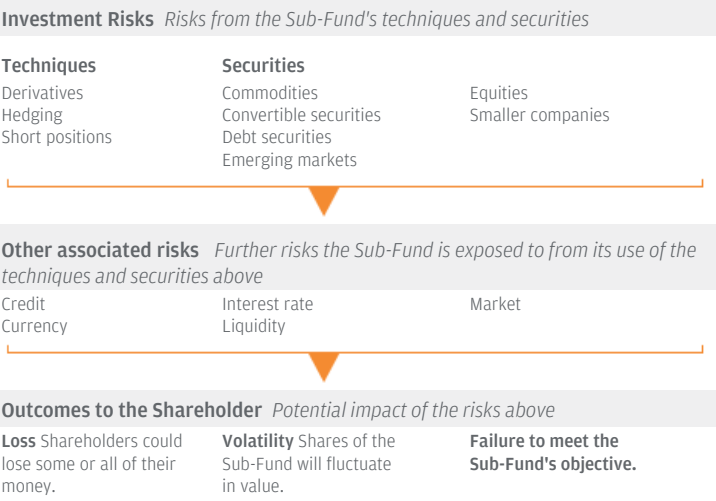 Investment Risks Risks from the Sub-Fund's techniques and securities
Techniques
Derivatives
Hedging
Short positions
Securities
Commodities
Convertible securities
Debt securities
Emerging markets
Equities
Smaller companies
Other associated risks Further risks the Sub-Fund is exposed to from its use of the
techniques and securities above
Credit
Currency
Interest rate
Liquidity
Market
Outcomes to the Shareholder Potential impact of the risks above
Loss Shareholders could
lose some or all of their
money.
Volatility Shares of the
Sub-Fund will fluctuate
in value.
Failure to meet the
Sub-Fund's objective.